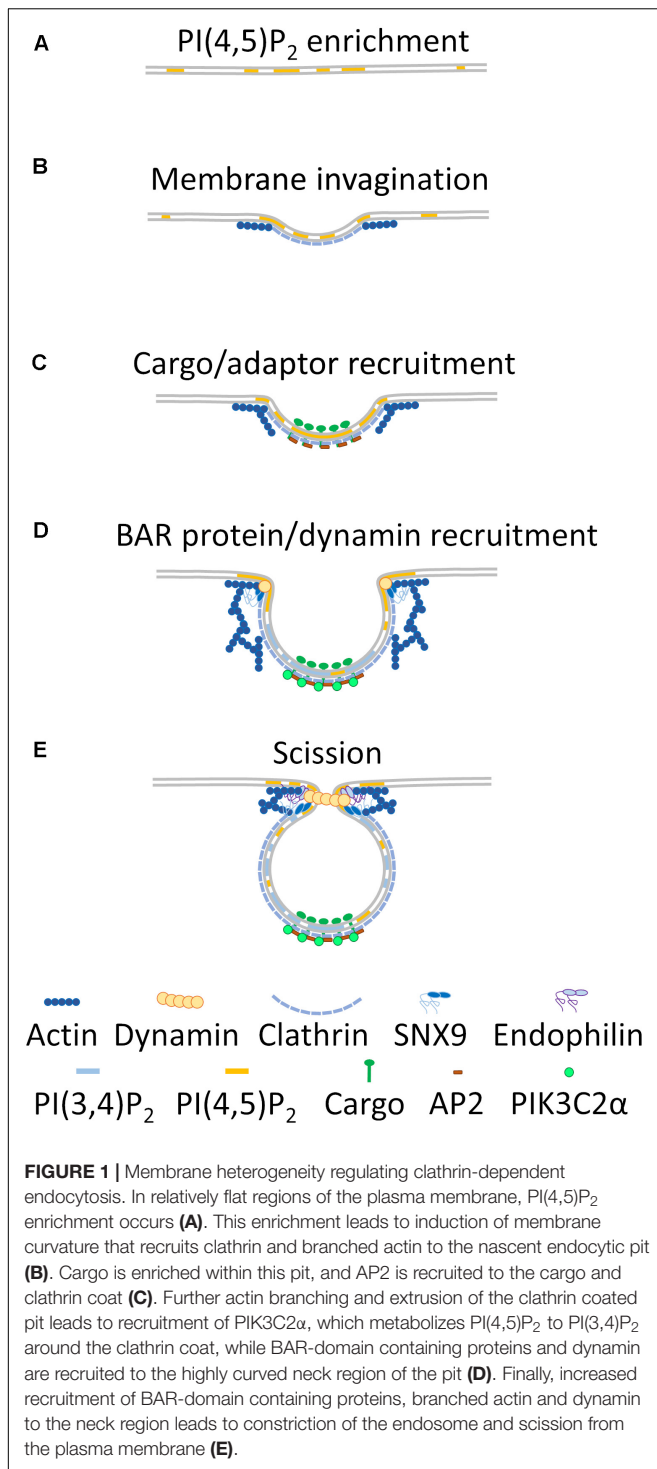 A
PI(4,5)P₂ enrichment
B
Membrane invagination
C
Cargo/adaptor recruitment
D
BAR protein/dynamin recruitment
E
Scission
Actin Dynamin Clathrin SNX9 Endophilin
PI(3,4)P₂ PI(4,5)P₂ Cargo AP2 PIK3C2α
FIGURE 1 | Membrane heterogeneity regulating clathrin-dependent
endocytosis. In relatively flat regions of the plasma membrane, PI(4,5)P₂
enrichment occurs (A). This enrichment leads to induction of membrane
curvature that recruits clathrin and branched actin to the nascent endocytic pit
(B). Cargo is enriched within this pit, and AP2 is recruited to the cargo and
clathrin coat (C). Further actin branching and extrusion of the clathrin coated
pit leads to recruitment of PIK3C2α, which metabolizes PI(4,5)P₂ to PI(3,4)P₂
around the clathrin coat, while BAR-domain containing proteins and dynamin
are recruited to the highly curved neck region of the pit (D). Finally, increased
recruitment of BAR-domain containing proteins, branched actin and dynamin
to the neck region leads to constriction of the endosome and scission from
the plasma membrane (E).